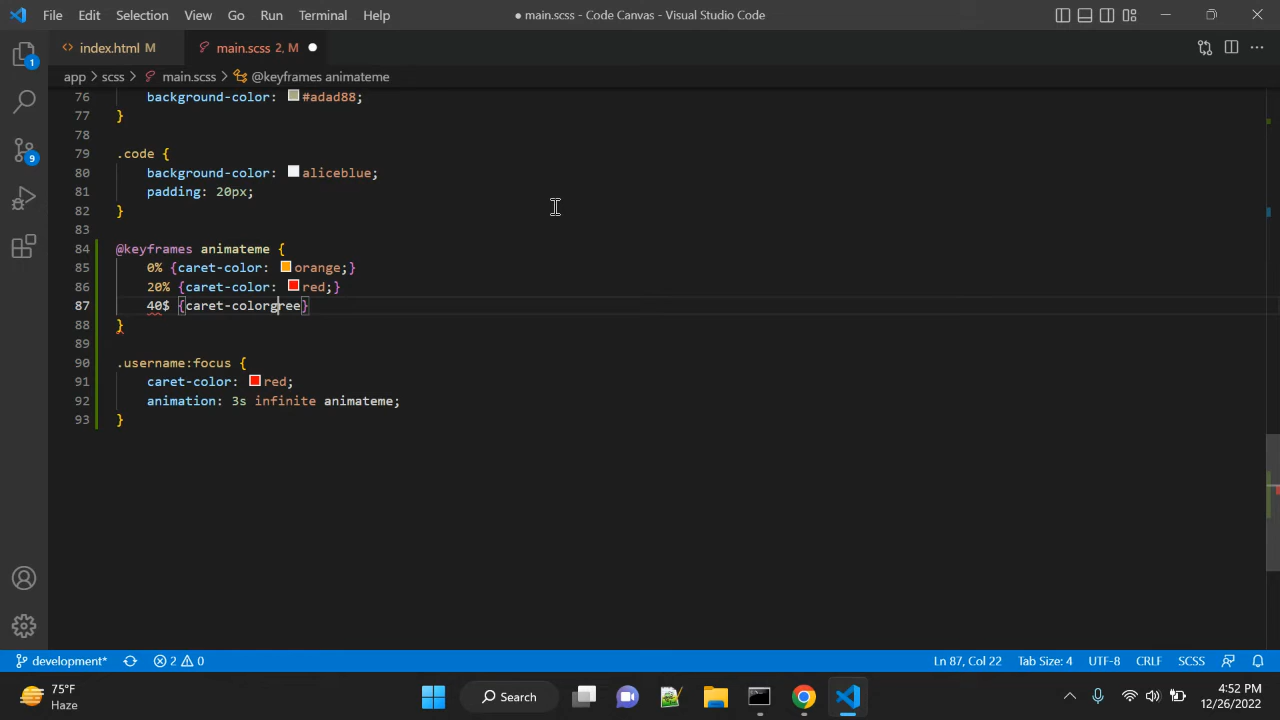 File Edit Selection View Go Run Terminal Help ● main.scss - Code Canvas - Visual Studio Code
<> index.html M main.scss 2, M ●
app > scss > main.scss > @keyframes animateme
76 background-color: #adad88;
77 }
78
79 .code {
80 background-color: aliceblue;
81 padding: 20px;
82 }
83
84 @keyframes animateme {
85 0% {caret-color: orange;}
86 20% {caret-color: red;}
87 40$ {caret-colorgree}
88 }
89
90 .username:focus {
91 caret-color: red;
92 animation: 3s infinite animateme;
93 }
1
9
development* 2 0 Ln 87, Col 22 Tab Size: 4 UTF-8 CRLF SCSS
75°F
Haze
Search
4:52 PM
12/26/2022